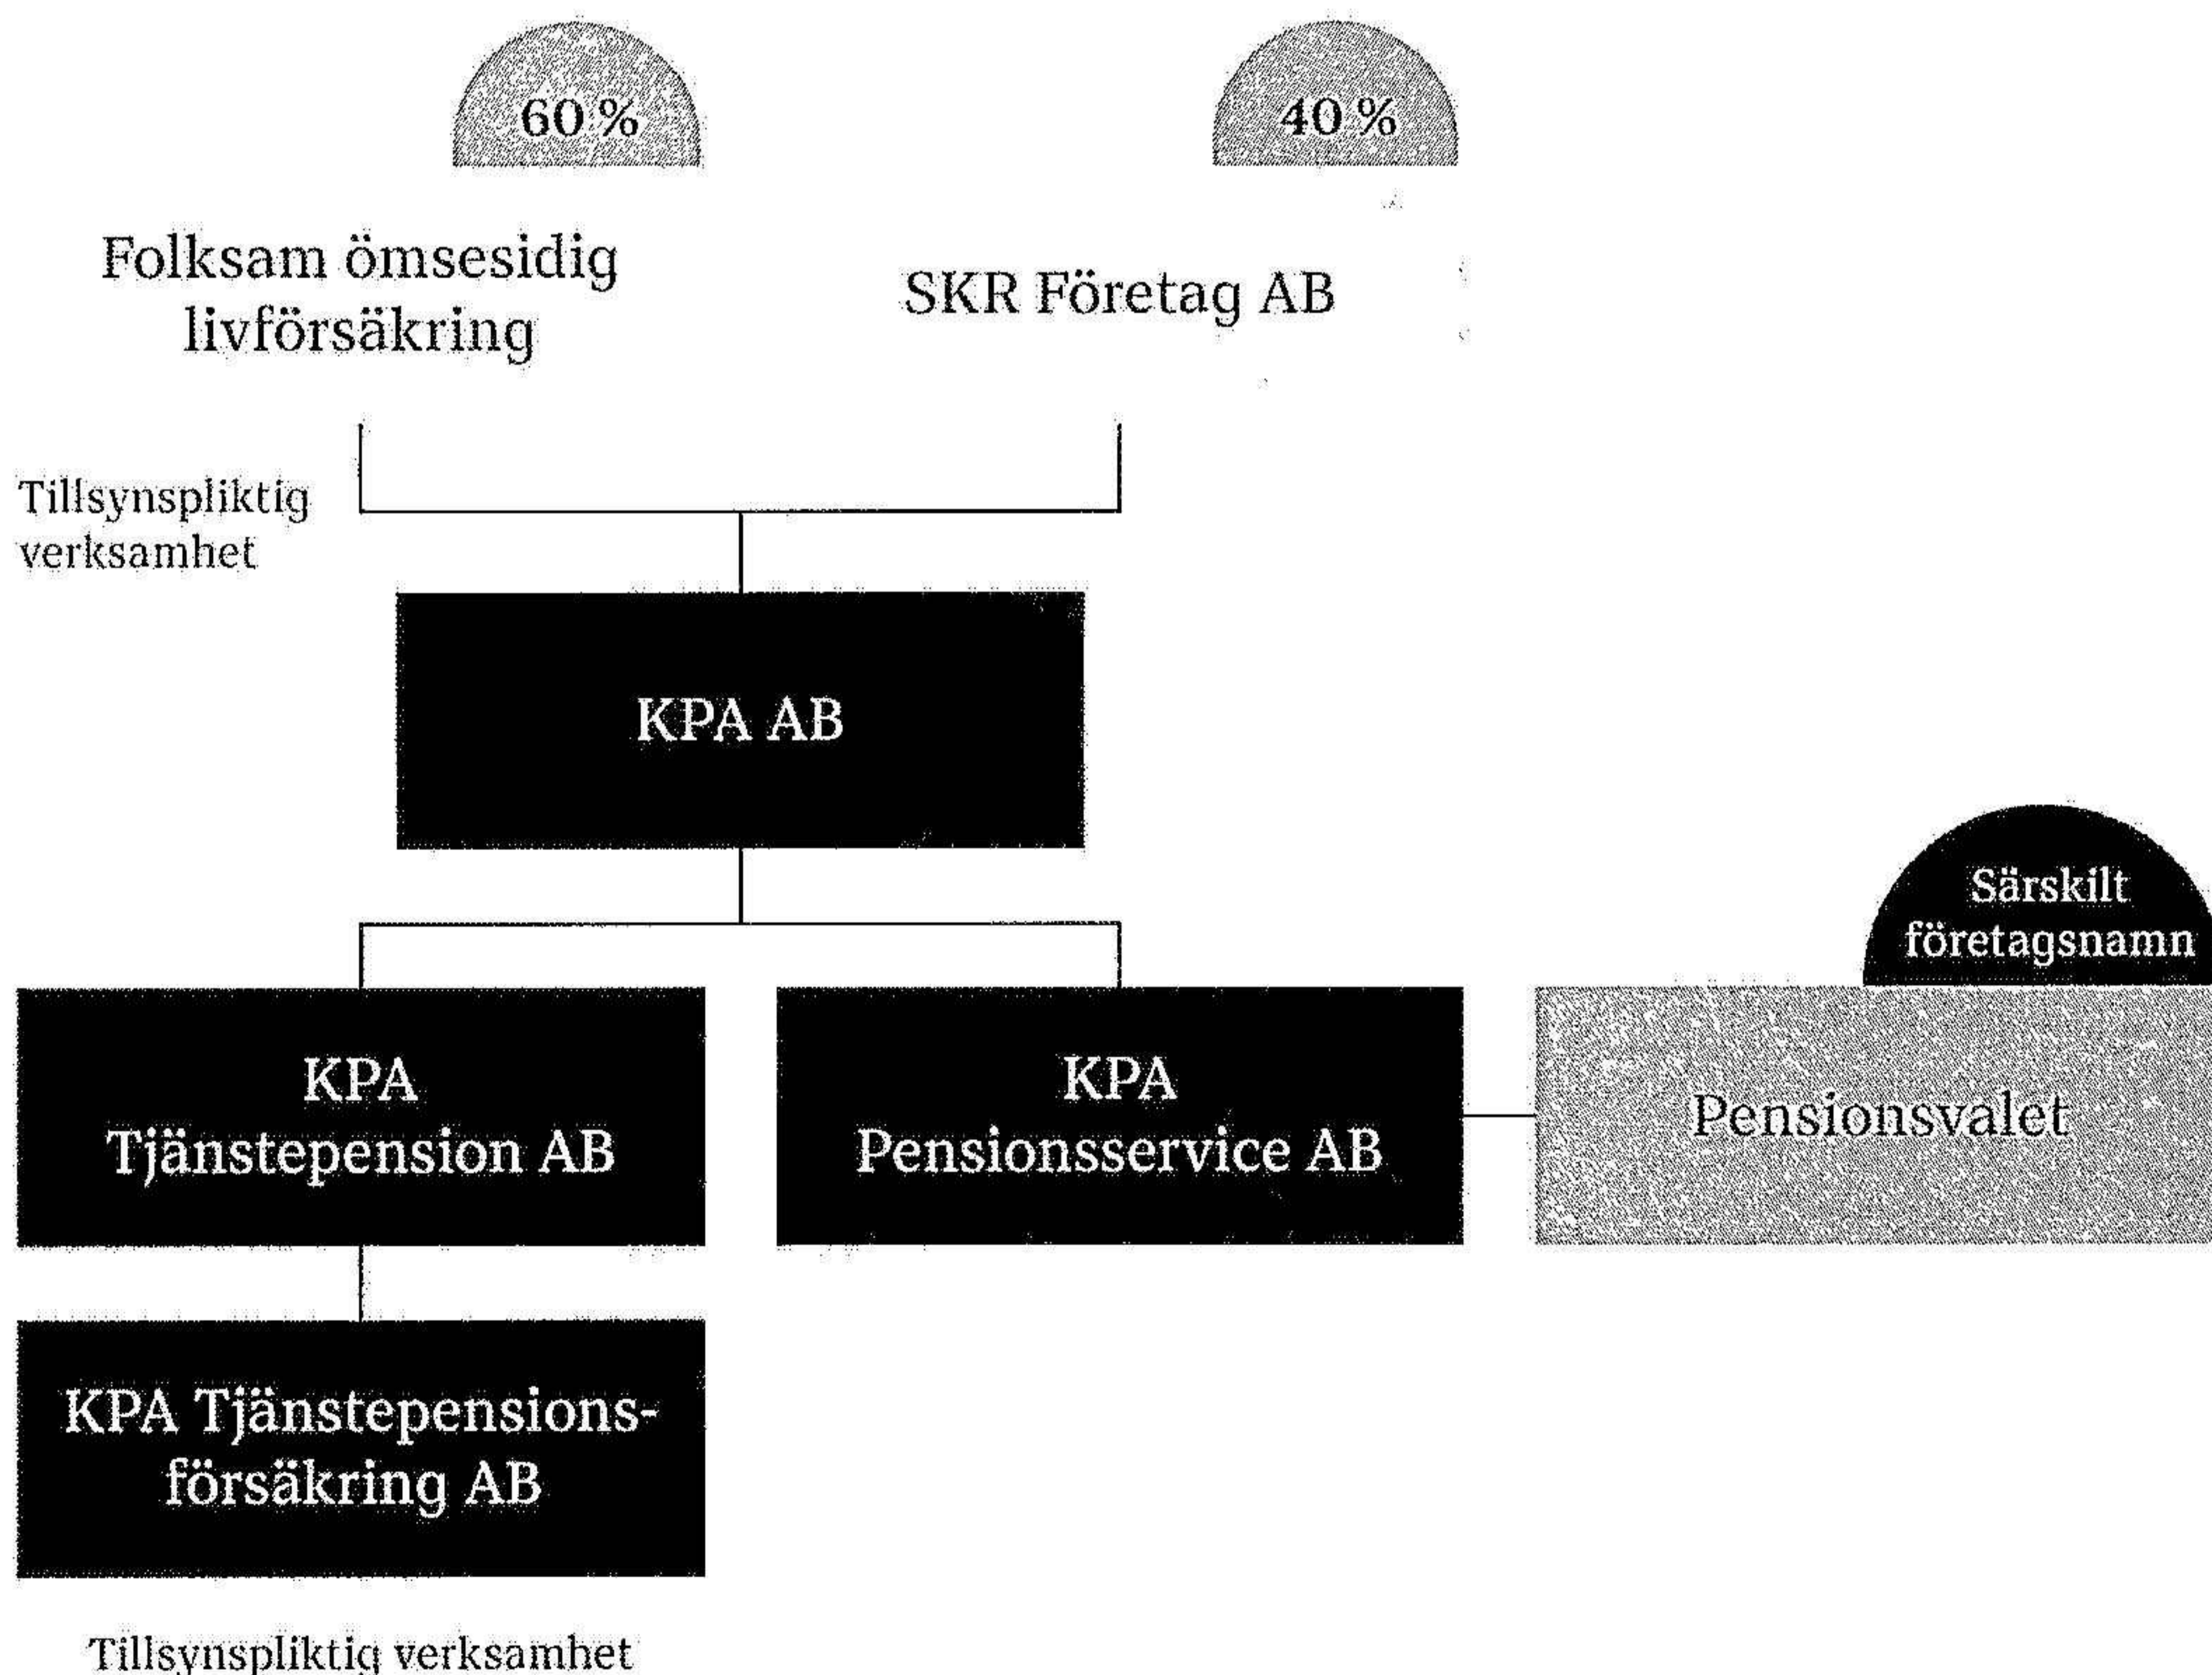 60 %
40 %
Folksam ömsesidig
livförsäkring
SKR Företag AB
Tillsynspliktig
verksamhet
KPA AB
Särskilt
företagsnamn
KPA
Tjänstepension AB
KPA
Pensionsservice AB
Pensionsvalet
KPA Tjänstepensions-
försäkring AB
Tillsynspliktig verksamhet